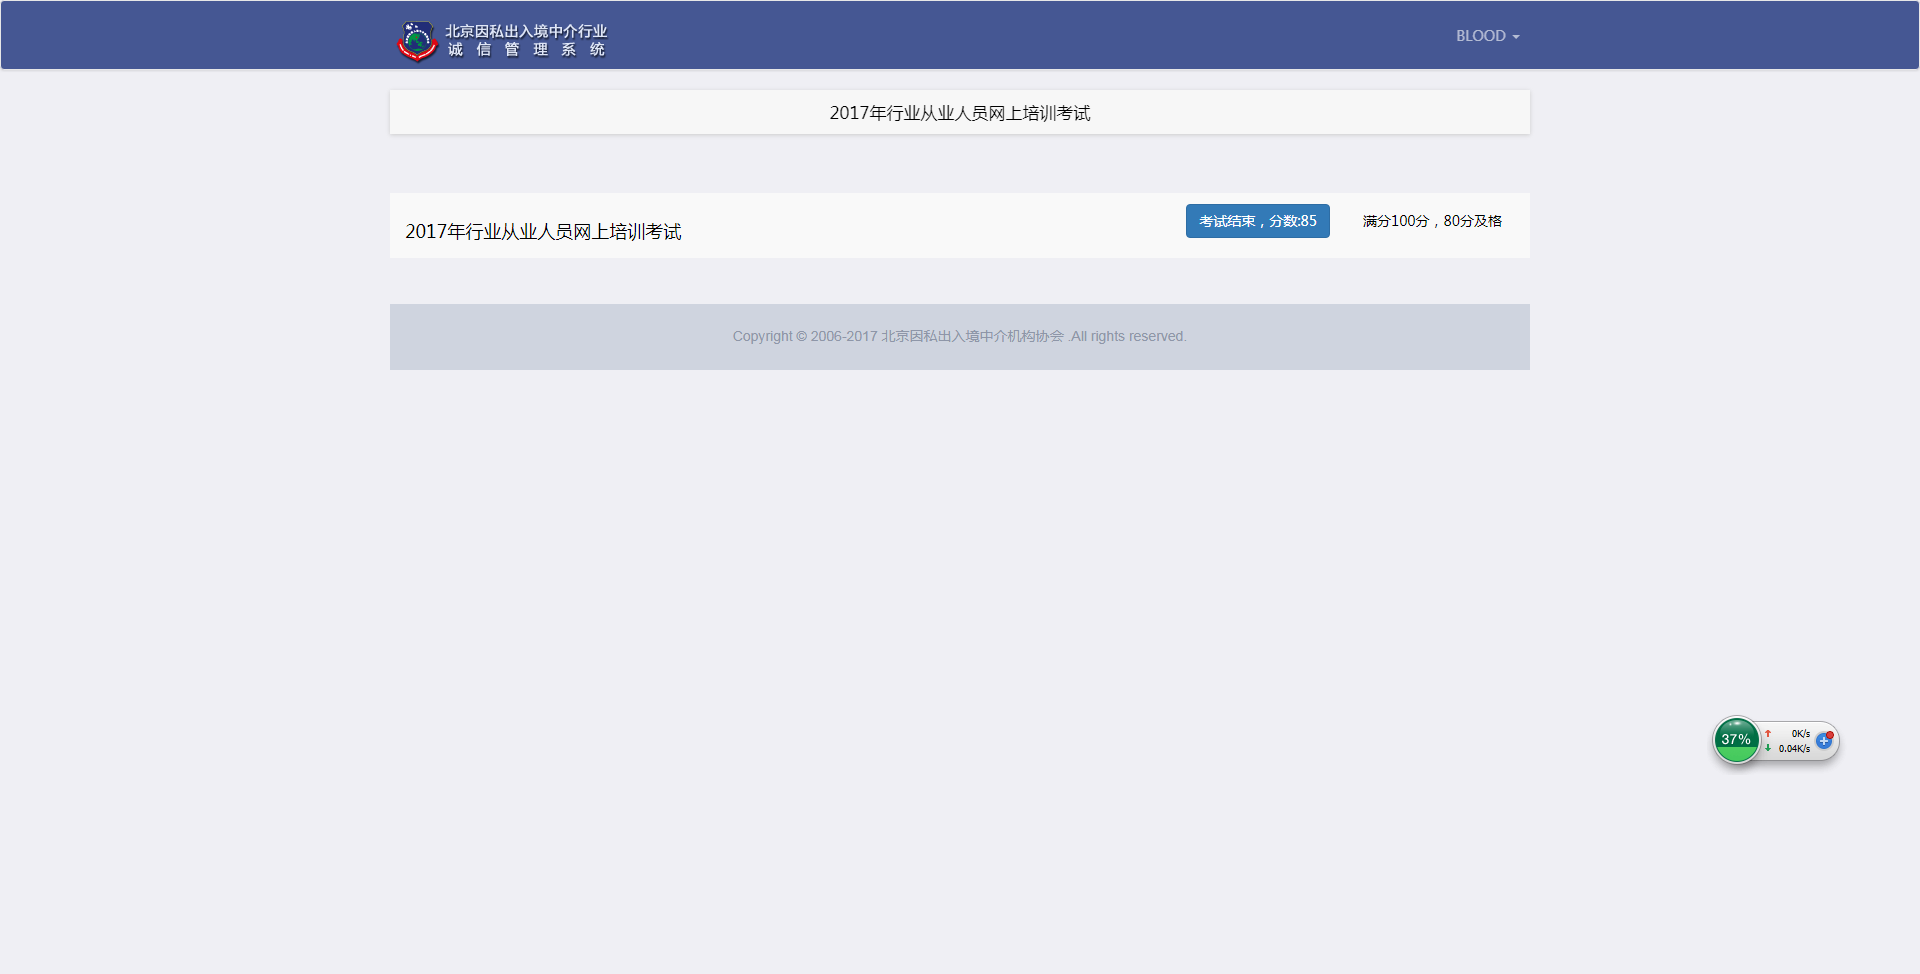 北京因私出入境中介行业
诚信管理系统
BLOOD
2017年行业从业人员网上培训考试
2017年行业从业人员网上培训考试
考试结束，分数:85
满分100分，80分及格
Copyright © 2006-2017 北京因私出入境中介机构协会 .All rights reserved.
37%
0K/s
0.04K/s